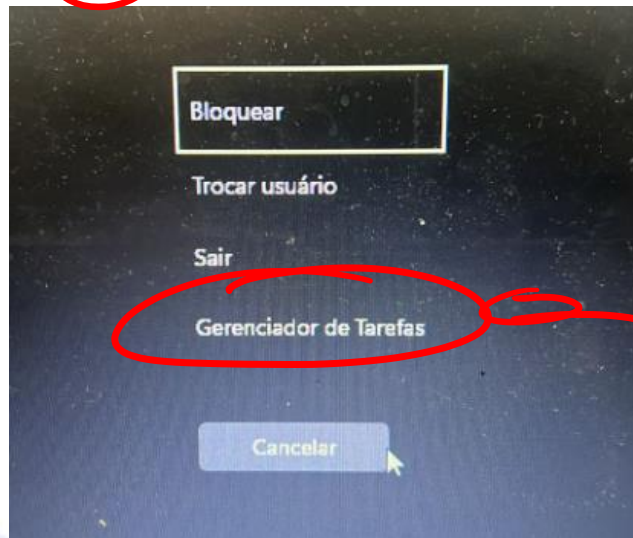 Bloquear
Trocar usuário
Sair
Gerenciador de Tarefas
Cancelar